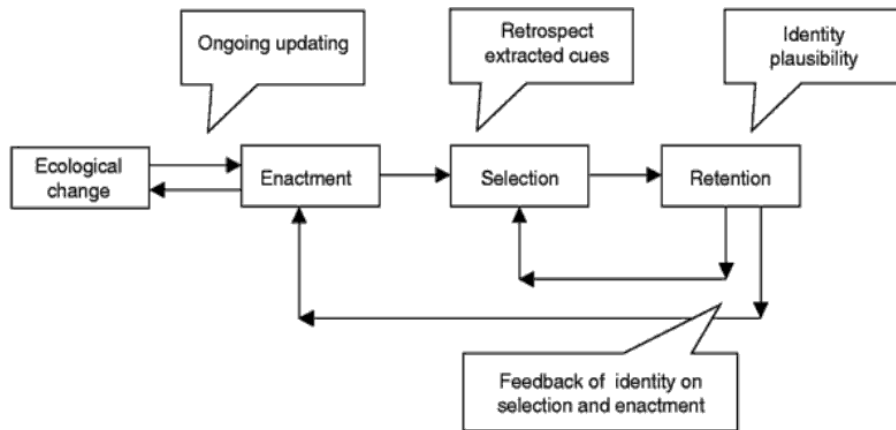 Ongoing updating
Retrospect
extracted cues
Identity
plausibility
Ecological
change
Enactment
Selection
Retention
Feedback of identity on
selection and enactment